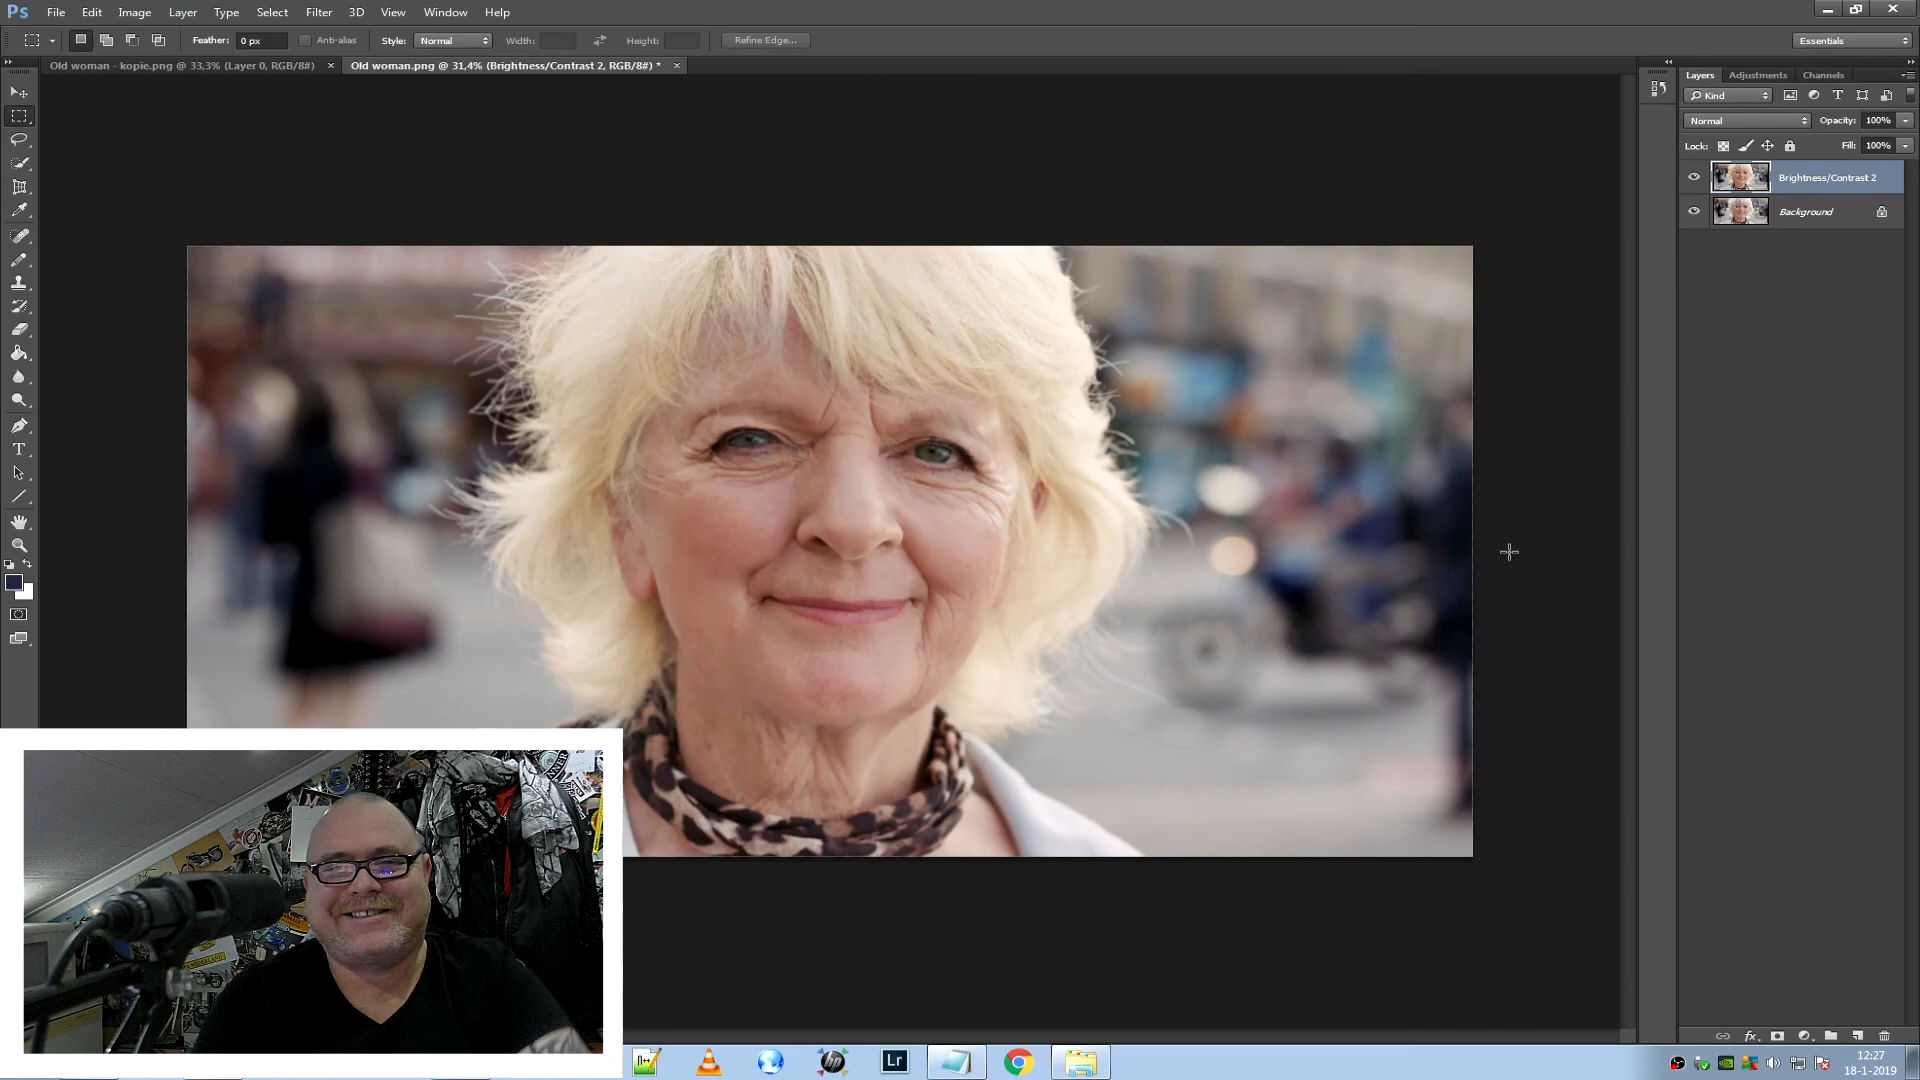 Ps File Edit Image Layer Type Select Filter 3D View Window Help
Feather: 0 px Anti-alias Style: Normal Width: Height: Refine Edge... Essentials
Old woman - kopie.png @ 33,3% (Layer 0, RGB/8#) × Old woman.png @ 31,4% (Brightness/Contrast 2, RGB/8#) * ×
Layers Adjustments Channels
Kind
Normal Opacity: 100%
Lock: Fill: 100%
Brightness/Contrast 2
Background
Lr
12:27
18-1-2019